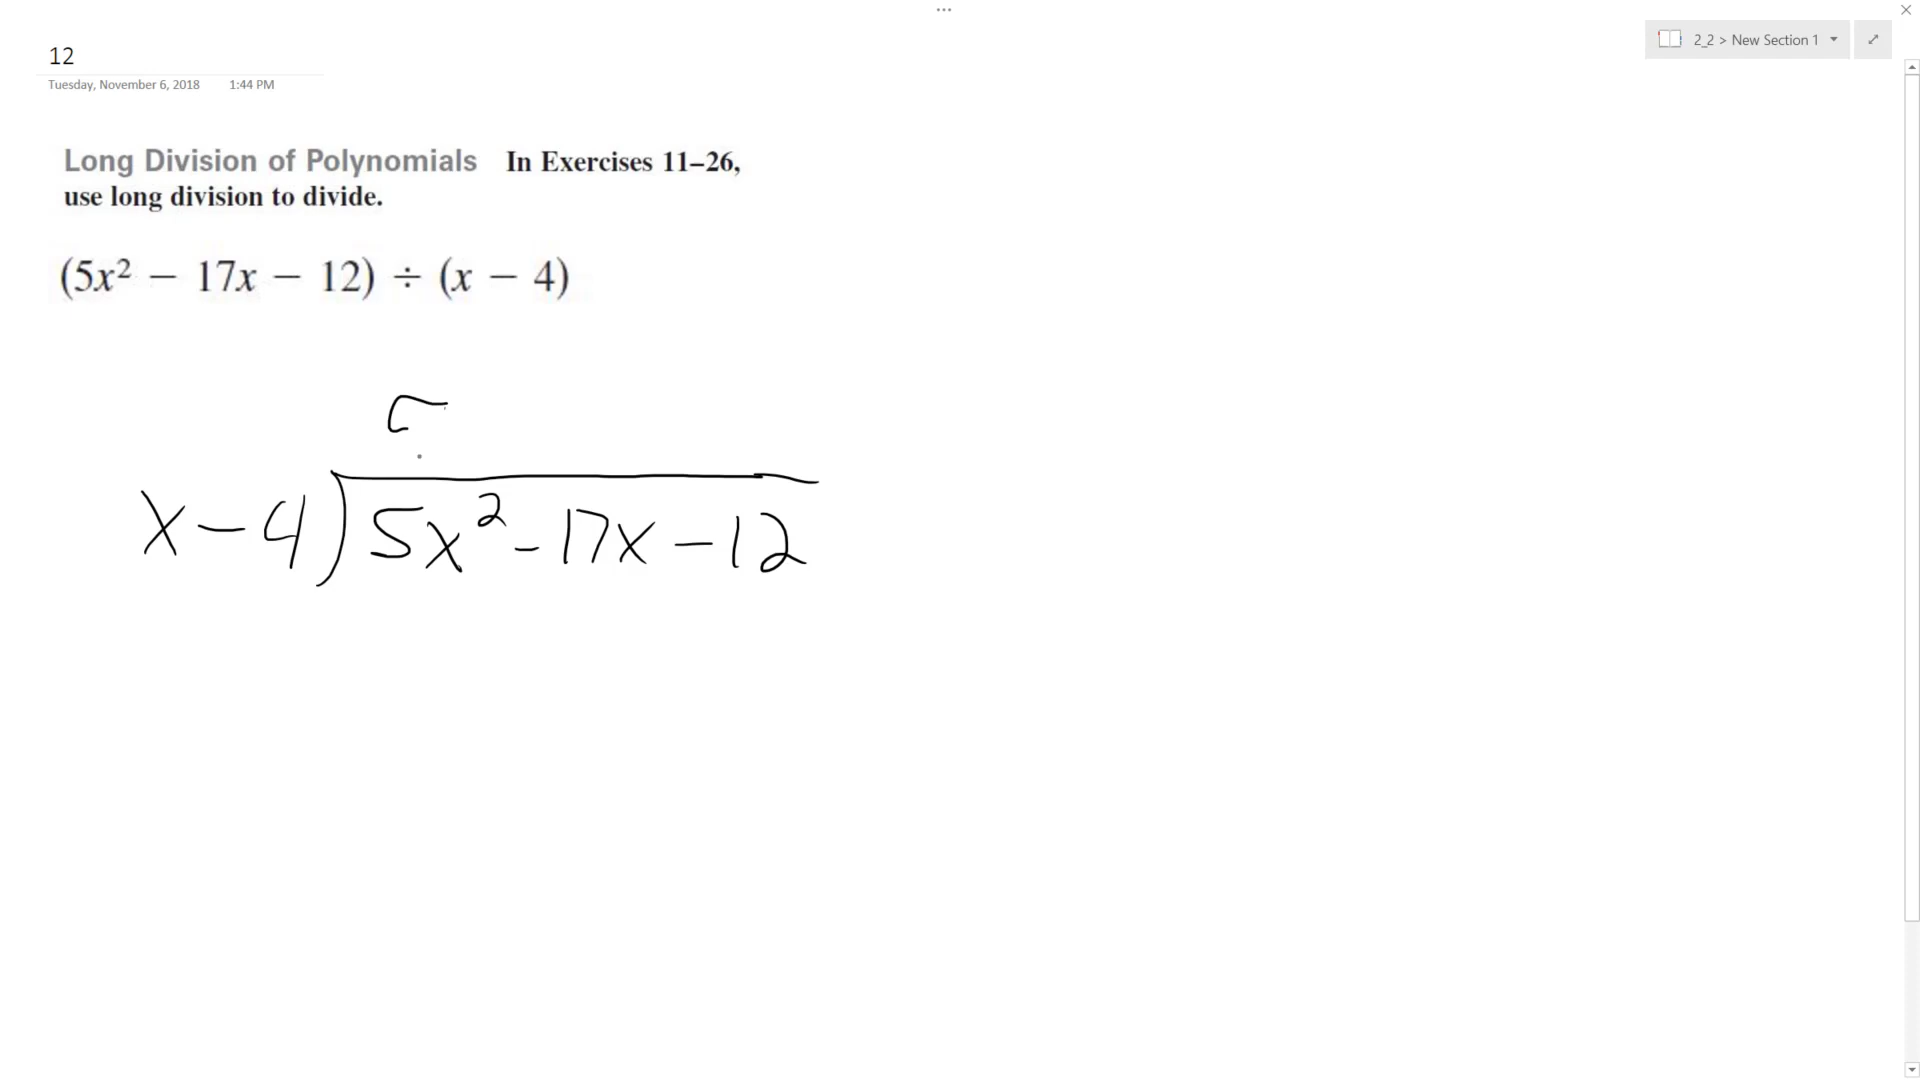 ...
2_2 > New Section 1
12
Tuesday, November 6, 2018 1:44 PM
Long Division of Polynomials In Exercises 11–26,
use long division to divide.
(5x² − 17x − 12) ÷ (x − 4)
x − 4 ) 5x² − 17x − 12